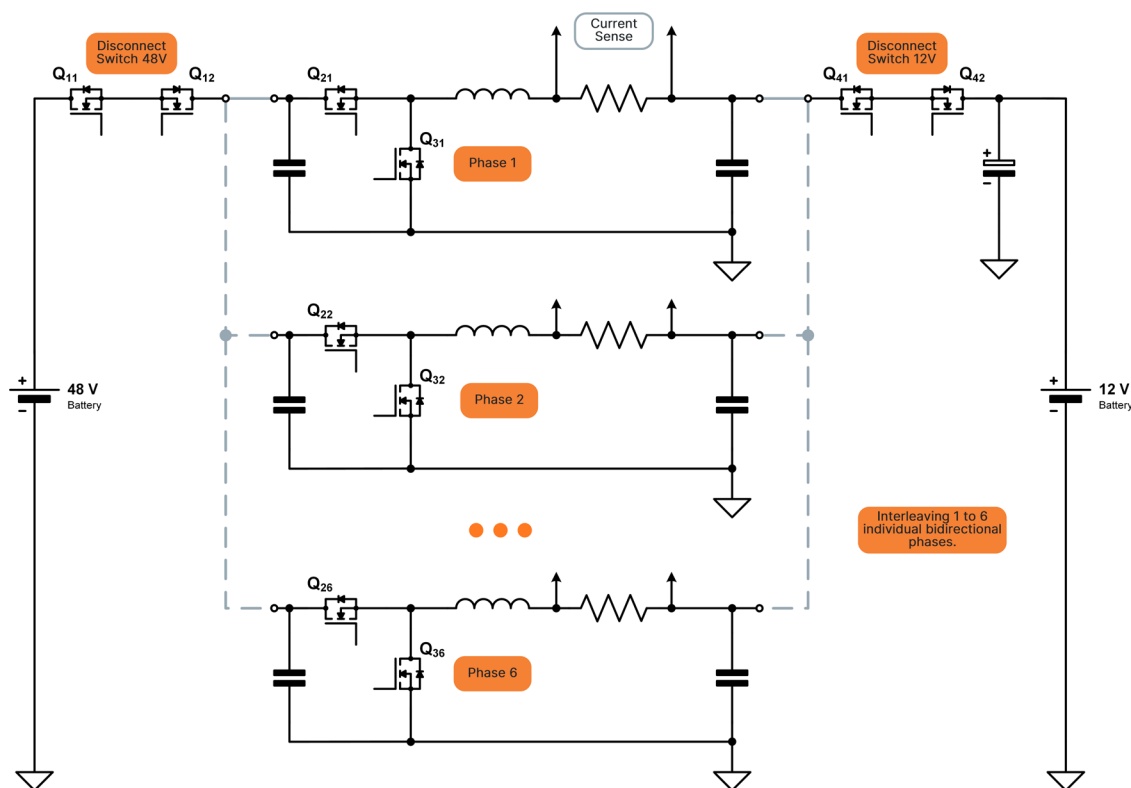 Current
Sense
Disconnect
Switch 48V
Disconnect
Switch 12V
Q11
Q12
Q21
Q41
Q42
Q31
Phase 1
+
−
Q22
Q32
Phase 2
+
−
48 V
Battery
+
−
12 V
Battery
Interleaving 1 to 6
individual bidirectional
phases.
Q26
Q36
Phase 6